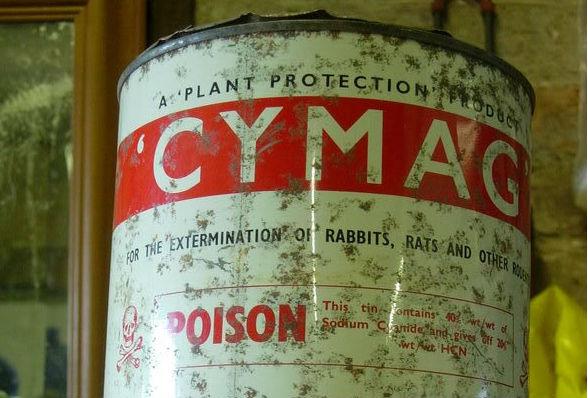 A 'PLANT PROTECTION' PRODUCT
'CYMAG'
FOR THE EXTERMINATION OF RABBITS, RATS AND OTHER
POISON
This tin contains 40% wt/wt of
Sodium Cyanide and gives off 20%
wt/wt HCN